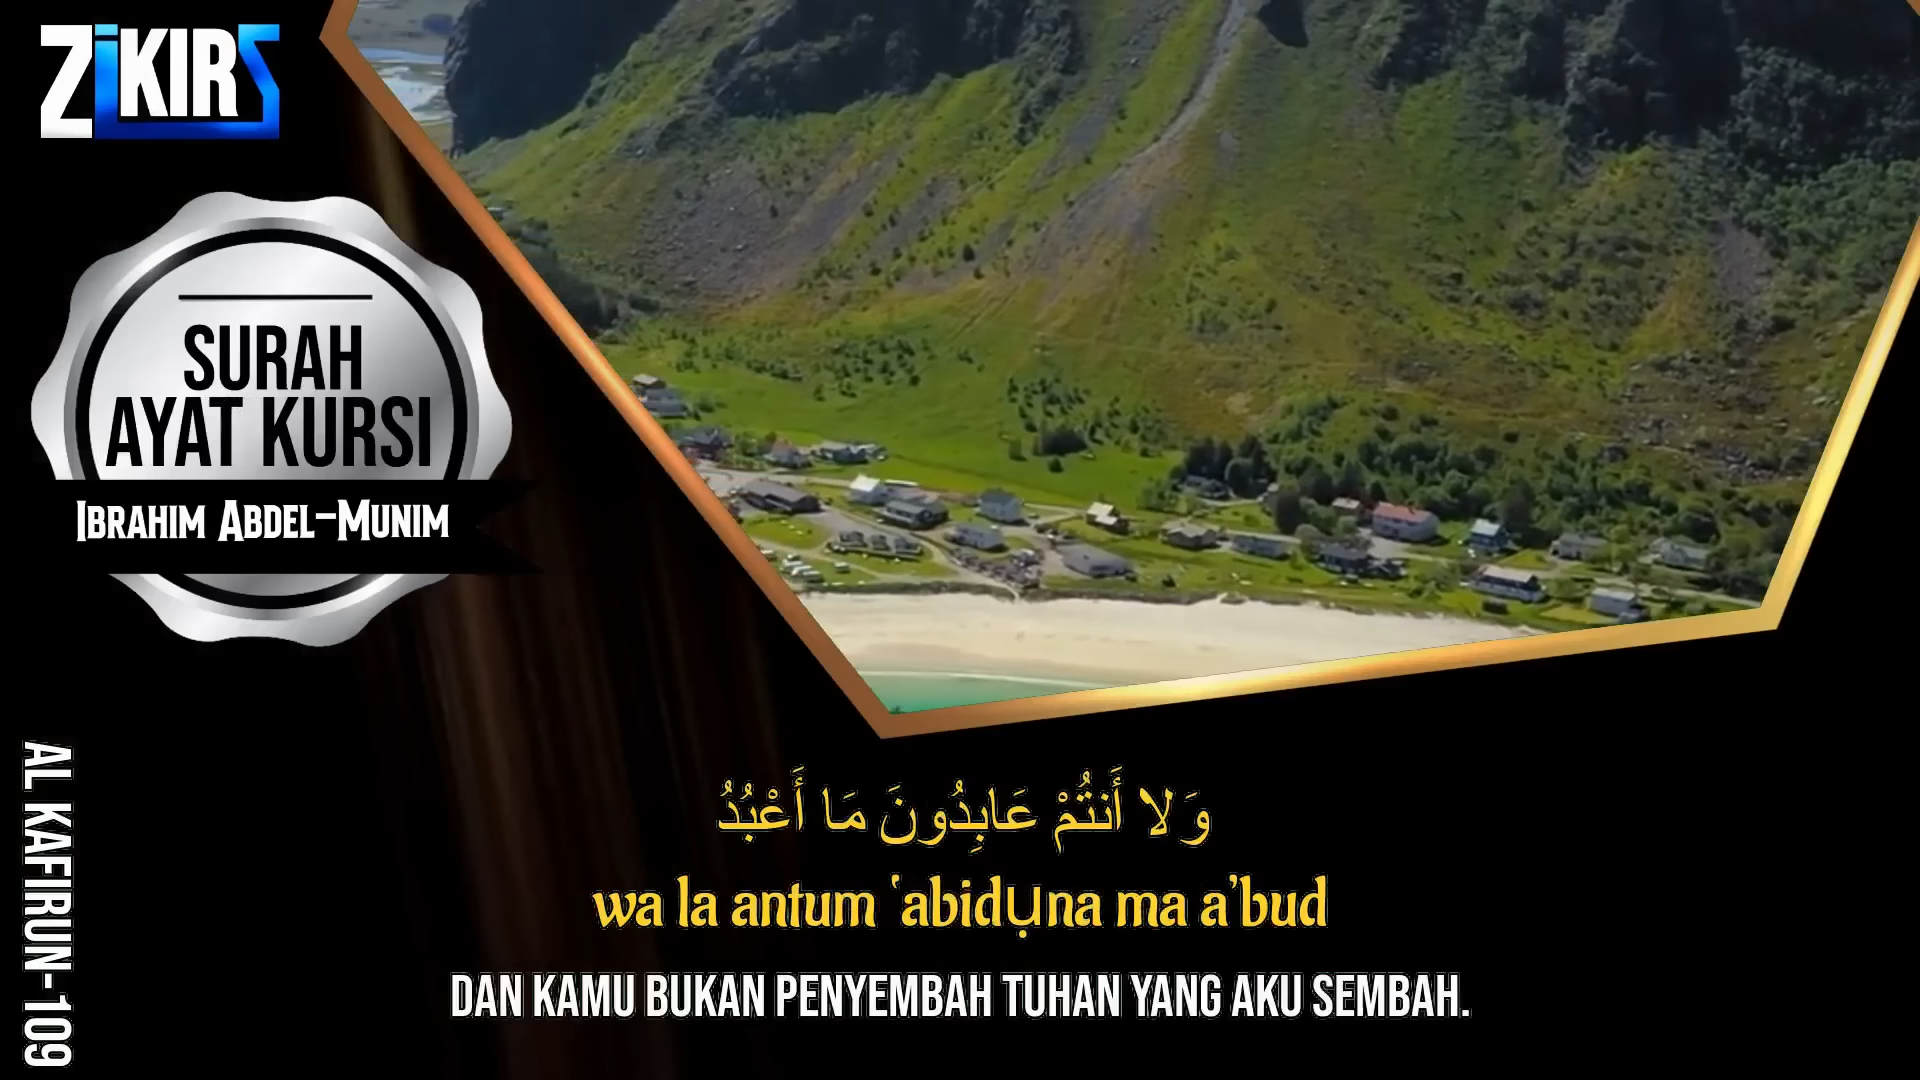 ZIKIRS
SURAH
AYAT KURSI
IBRAHIM ABDEL-MUNIM
AL KAFIRUN-109
وَلا أَنتُمْ عَابِدُونَ مَا أَعْبُدُ
wa la antum ‛abidụna ma a’bud
DAN KAMU BUKAN PENYEMBAH TUHAN YANG AKU SEMBAH.